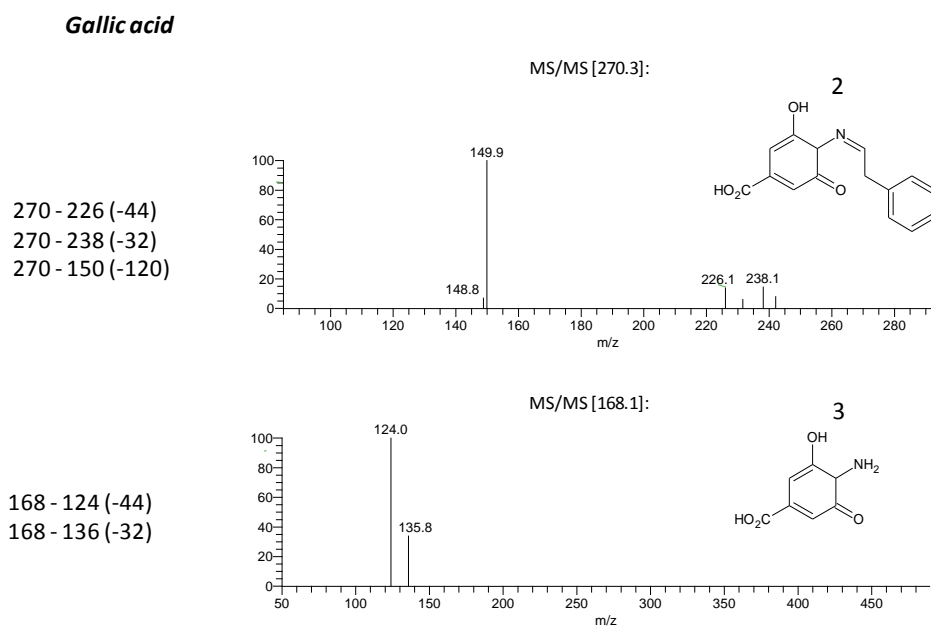 Gallic acid
MS/MS [270.3]:
2
OH
N
HO2C
O
270 - 226 (-44)
270 - 238 (-32)
270 - 150 (-120)
100
80
60
40
20
0
149.9
148.8
226.1
238.1
100 120 140 160 180 200 220 240 260 280
m/z
MS/MS [168.1]:
3
OH
NH2
HO2C
O
168 - 124 (-44)
168 - 136 (-32)
100
80
60
40
20
0
124.0
135.8
50 100 150 200 250 300 350 400 450
m/z